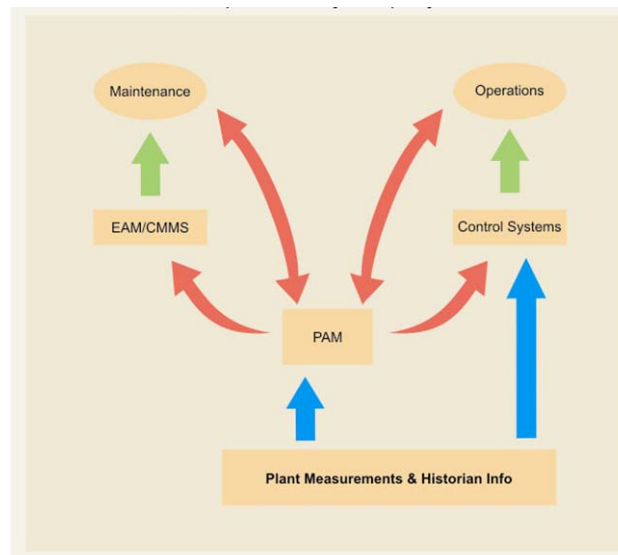 Maintenance
Operations
EAM/CMMS
Control Systems
PAM
Plant Measurements & Historian Info